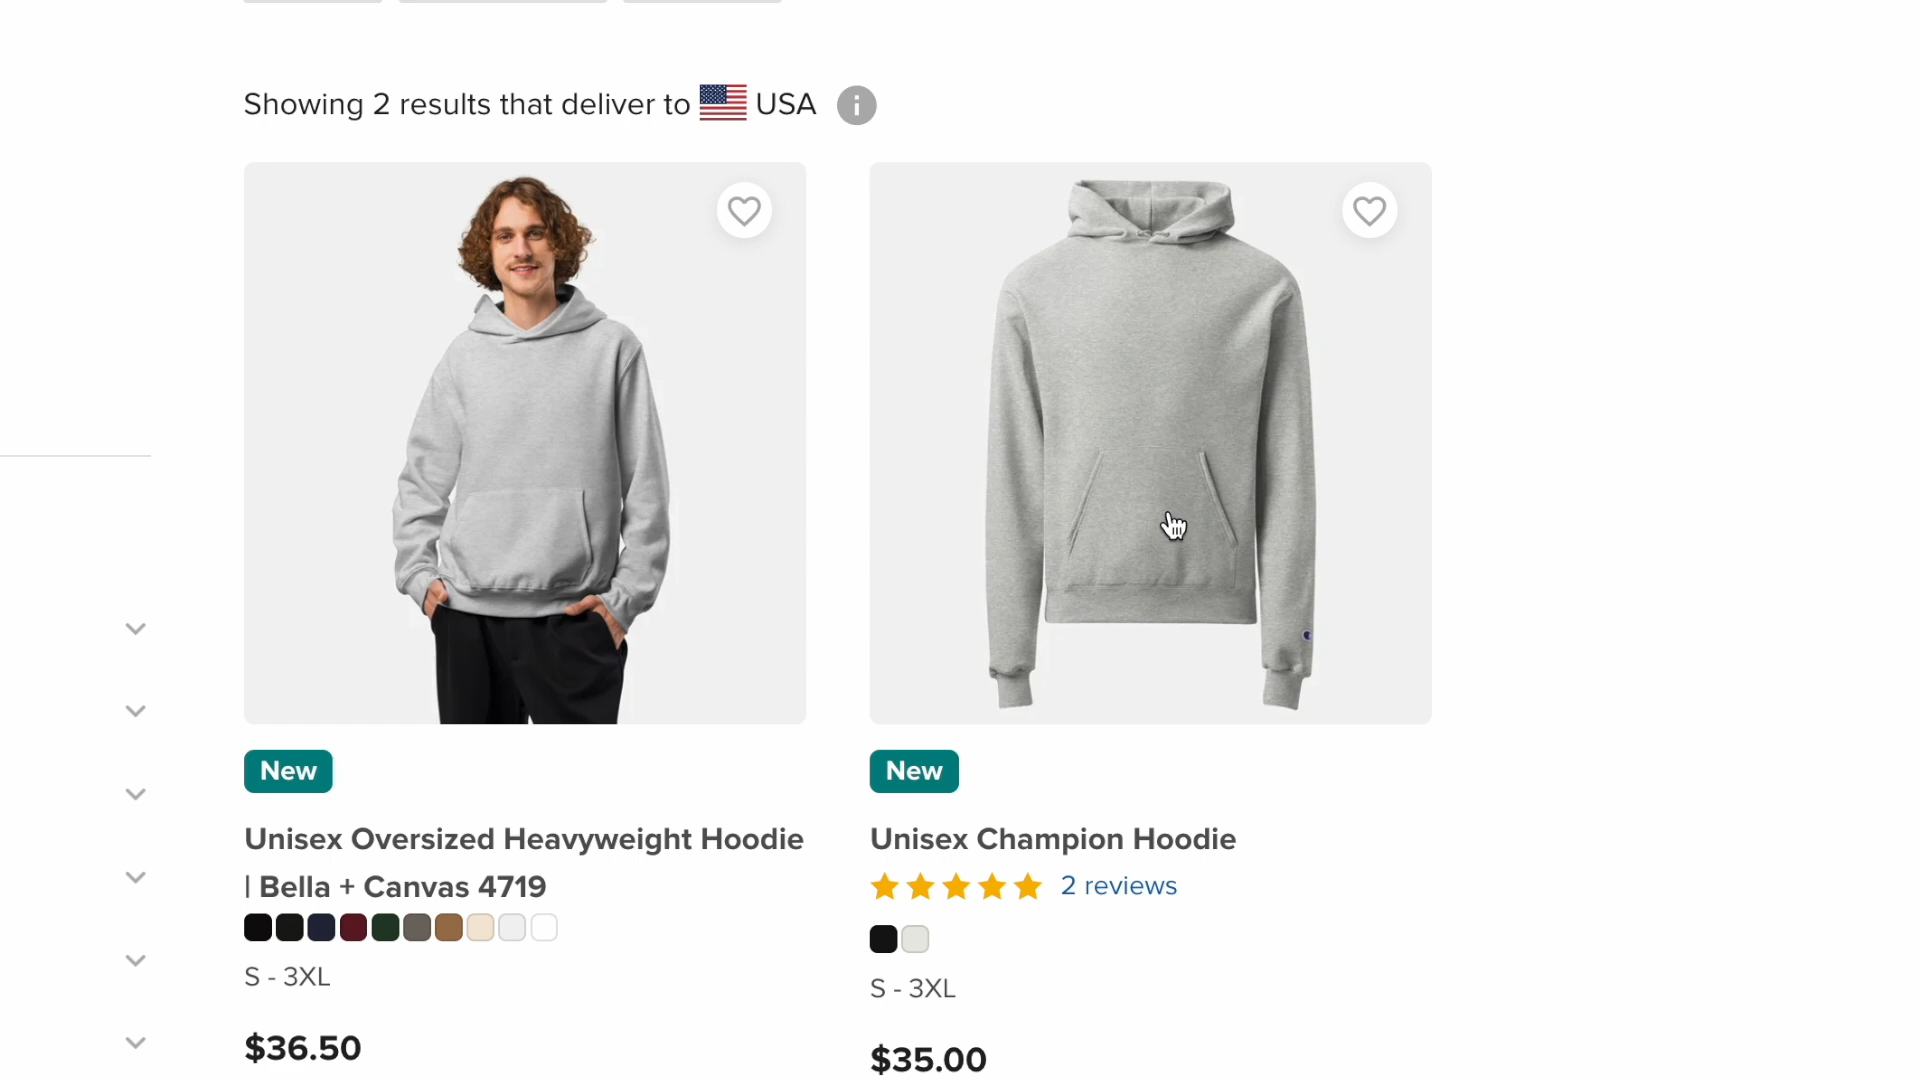 Showing 2 results that deliver to USA
New
Unisex Oversized Heavyweight Hoodie
| Bella + Canvas 4719
S - 3XL
$36.50
New
Unisex Champion Hoodie
2 reviews
S - 3XL
$35.00